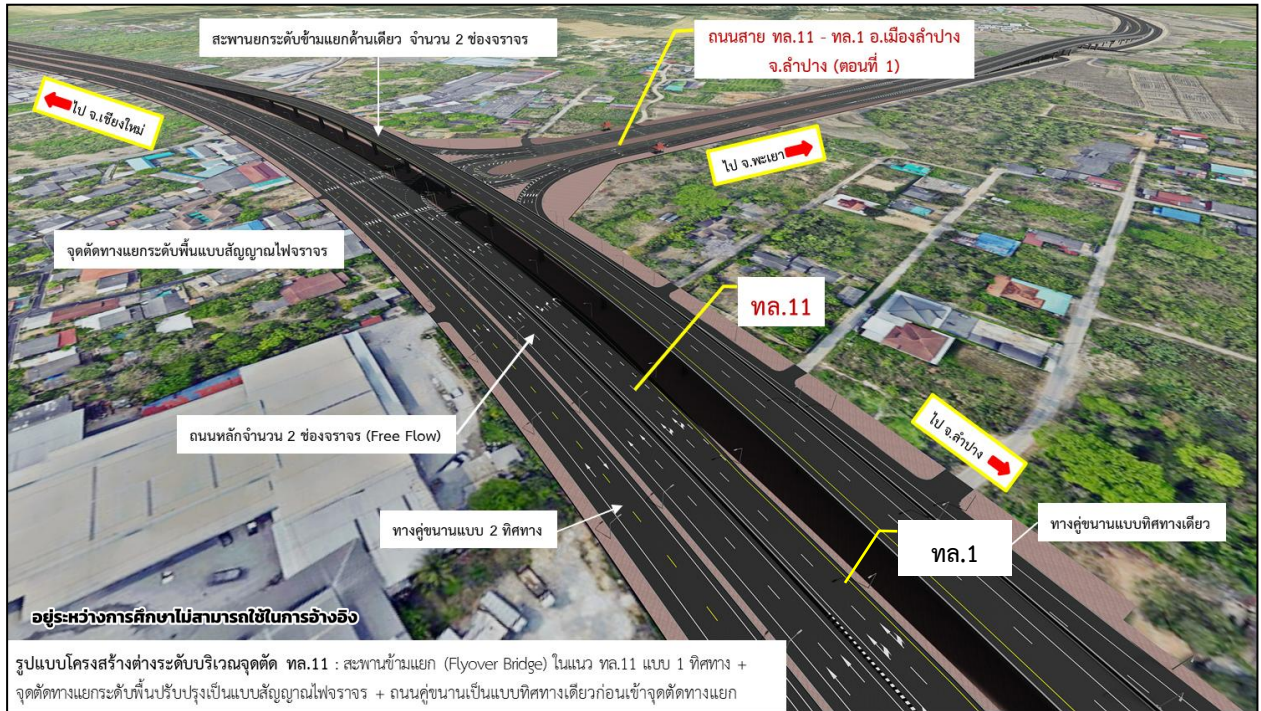 สะพานยกระดับข้ามแยกด้านเดียว จำนวน 2 ช่องจราจร
ถนนสาย ทล.11 - ทล.1 อ.เมืองลำปาง
จ.ลำปาง (ตอนที่ 1)
ไป จ.เชียงใหม่
ไป จ.พะเยา
จุดตัดทางแยกระดับพื้นแบบสัญญาณไฟจราจร
ทล.11
ถนนหลักจำนวน 2 ช่องจราจร (Free Flow)
ไป จ.ลำปาง
ทางคู่ขนานแบบ 2 ทิศทาง
ทล.1
ทางคู่ขนานแบบทิศทางเดียว
อยู่ระหว่างการศึกษาไม่สามารถใช้ในการอ้างอิง
รูปแบบโครงสร้างต่างระดับบริเวณจุดตัด ทล.11 : สะพานข้ามแยก (Flyover Bridge) ในแนว ทล.11 แบบ 1 ทิศทาง +
จุดตัดทางแยกระดับพื้นปรับปรุงเป็นแบบสัญญาณไฟจราจร + ถนนคู่ขนานเป็นแบบทิศทางเดียวก่อนเข้าจุดตัดทางแยก